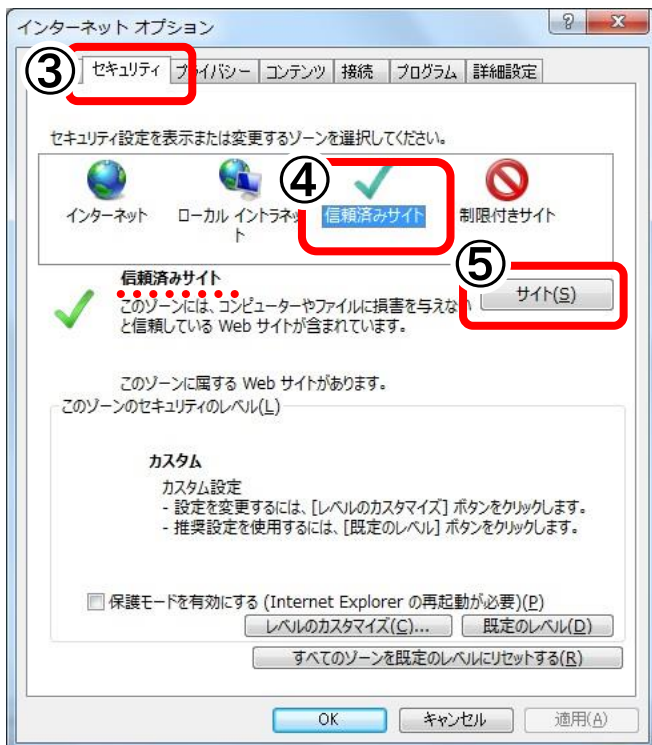 インターネット オプション
③
セキュリティ プライバシー コンテンツ 接続 プログラム 詳細設定
セキュリティ設定を表示または変更するゾーンを選択してください。
④
インターネット
ローカル イントラネッ
ト
信頼済みサイト
制限付きサイト
⑤
信頼済みサイト
サイト(S)
このゾーンには、コンピューターやファイルに損害を与えない
と信頼している Web サイトが含まれています。
このゾーンに属する Web サイトがあります。
このゾーンのセキュリティのレベル(L)
カスタム
カスタム設定
- 設定を変更するには、[レベルのカスタマイズ] ボタンをクリックします。
- 推奨設定を使用するには、[既定のレベル] ボタンをクリックします。
保護モードを有効にする (Internet Explorer の再起動が必要)(P)
レベルのカスタマイズ(C)... 既定のレベル(D)
すべてのゾーンを既定のレベルにリセットする(R)
OK キャンセル 適用(A)